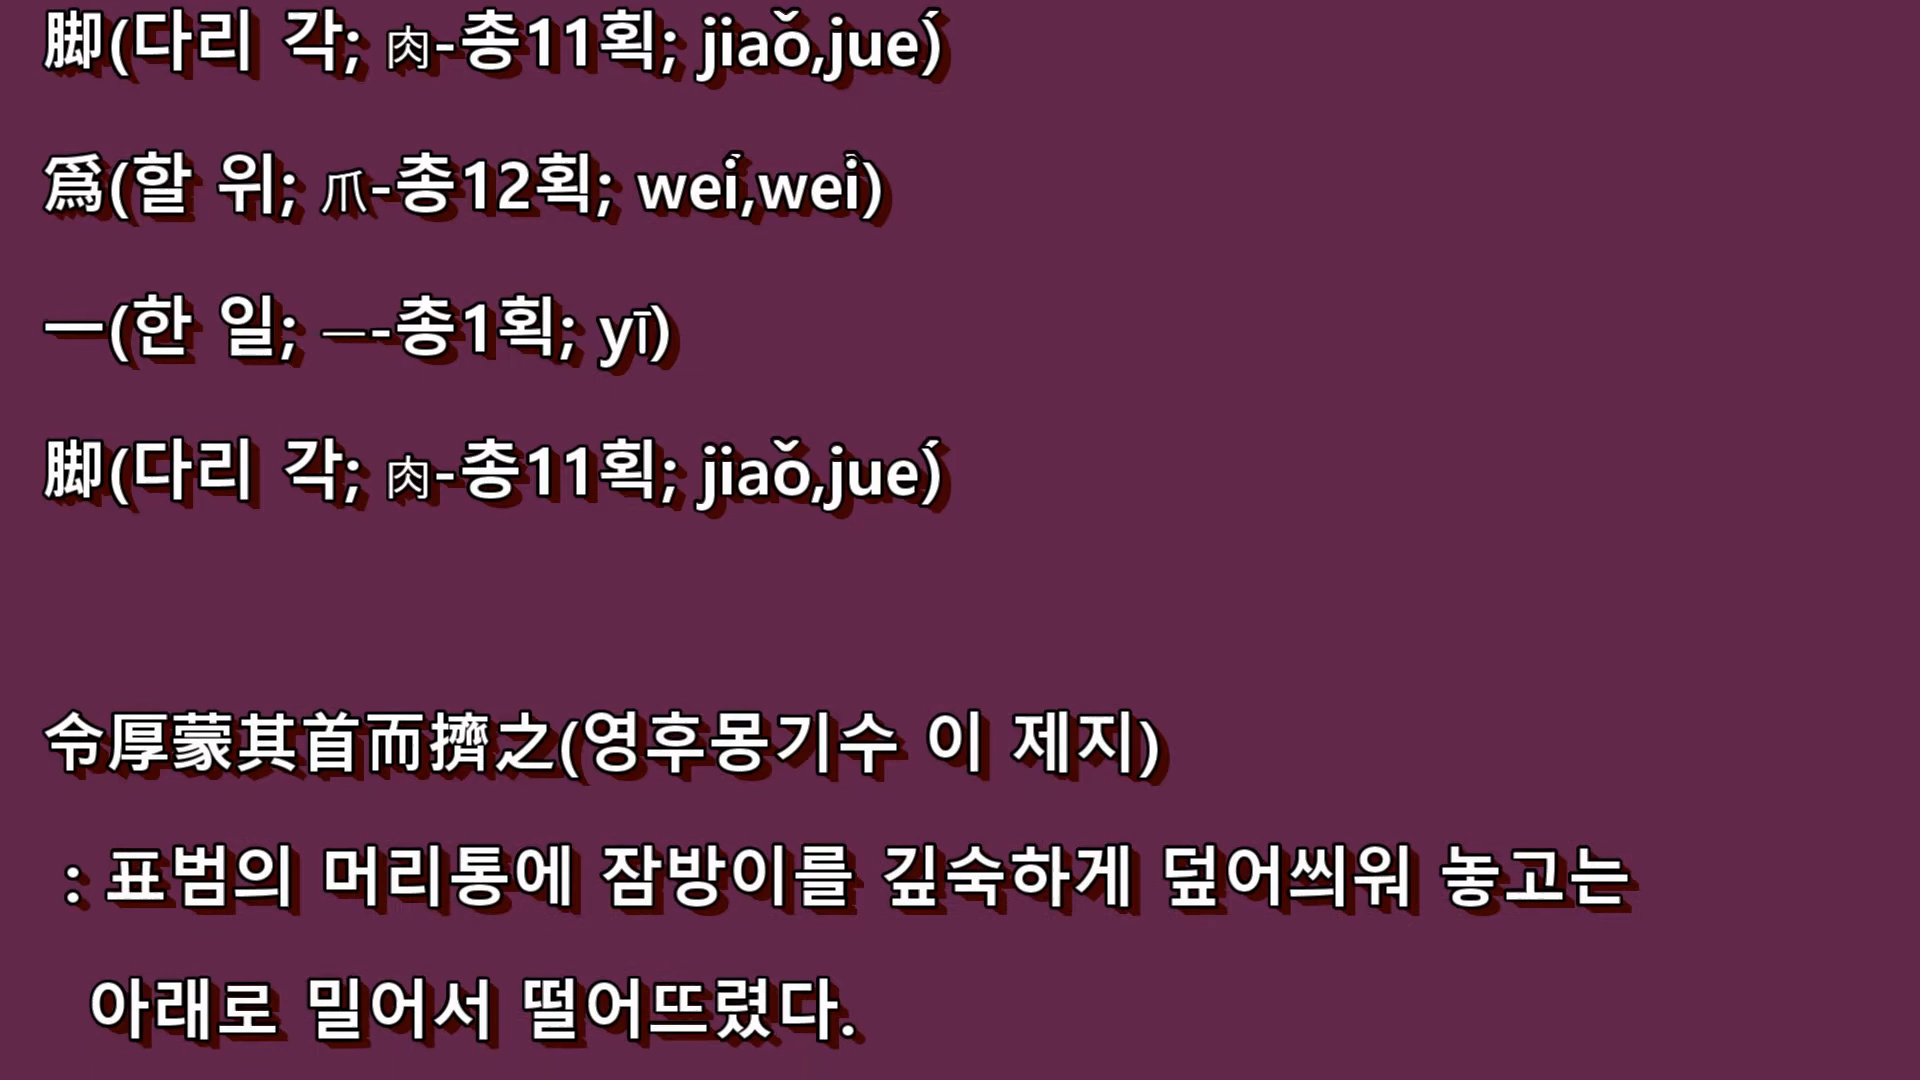 脚(다리 각; 肉-총11획; jiaǒ,jué)
爲(할 위; 爪-총12획; weí,weì)
一(한 일; 一-총1획; yī)
脚(다리 각; 肉-총11획; jiaǒ,jué)
令厚蒙其首而擠之(영후몽기수 이 제지)
: 표범의 머리통에 잠방이를 깊숙하게 덮어씌워 놓고는
아래로 밀어서 떨어뜨렸다.